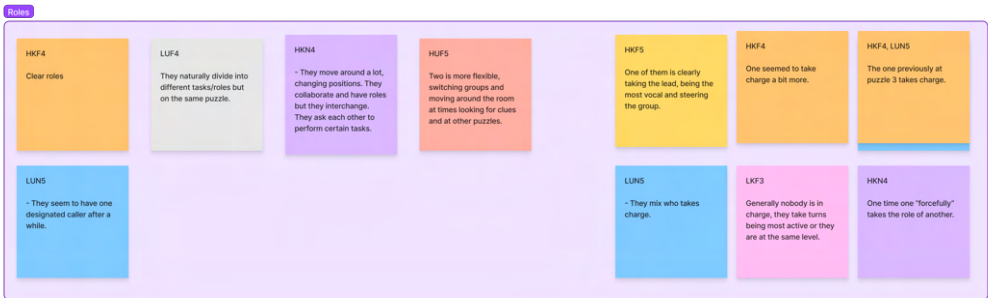 Roles
HKF4
Clear roles
LUF4
They naturally divide into
different tasks/roles but
on the same puzzle.
HKN4
- They move around a lot,
changing positions. They
collaborate and have roles
but they interchange.
They ask each other to
perform certain tasks.
HUF5
Two is more flexible,
switching groups and
moving around the room
at times looking for clues
and at other puzzles.
HKF5
One of them is clearly
taking the lead, being the
most vocal and steering
the group.
HKF4
One seemed to take
charge a bit more.
HKF4, LUN5
The one previously at
puzzle 3 takes charge.
LUN5
- They seem to have one
designated caller after a
while.
LUN5
- They mix who takes
charge.
LKF3
Generally nobody is in
charge, they take turns
being most active or they
are at the same level.
HKN4
One time one "forcefully"
takes the role of another.